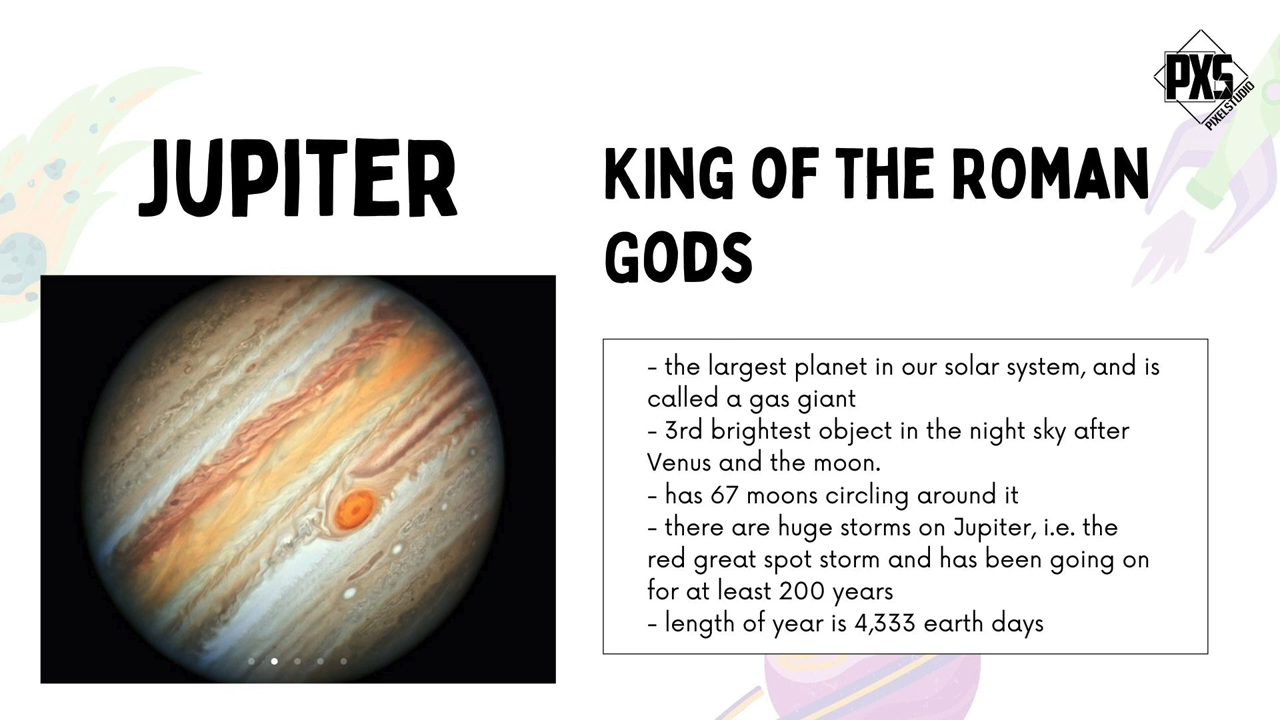 PXS
PIXELSTUDIO
JUPITER
KING OF THE ROMAN
GODS
- the largest planet in our solar system, and is
called a gas giant
- 3rd brightest object in the night sky after
Venus and the moon.
- has 67 moons circling around it
- there are huge storms on Jupiter, i.e. the
red great spot storm and has been going on
for at least 200 years
- length of year is 4,333 earth days